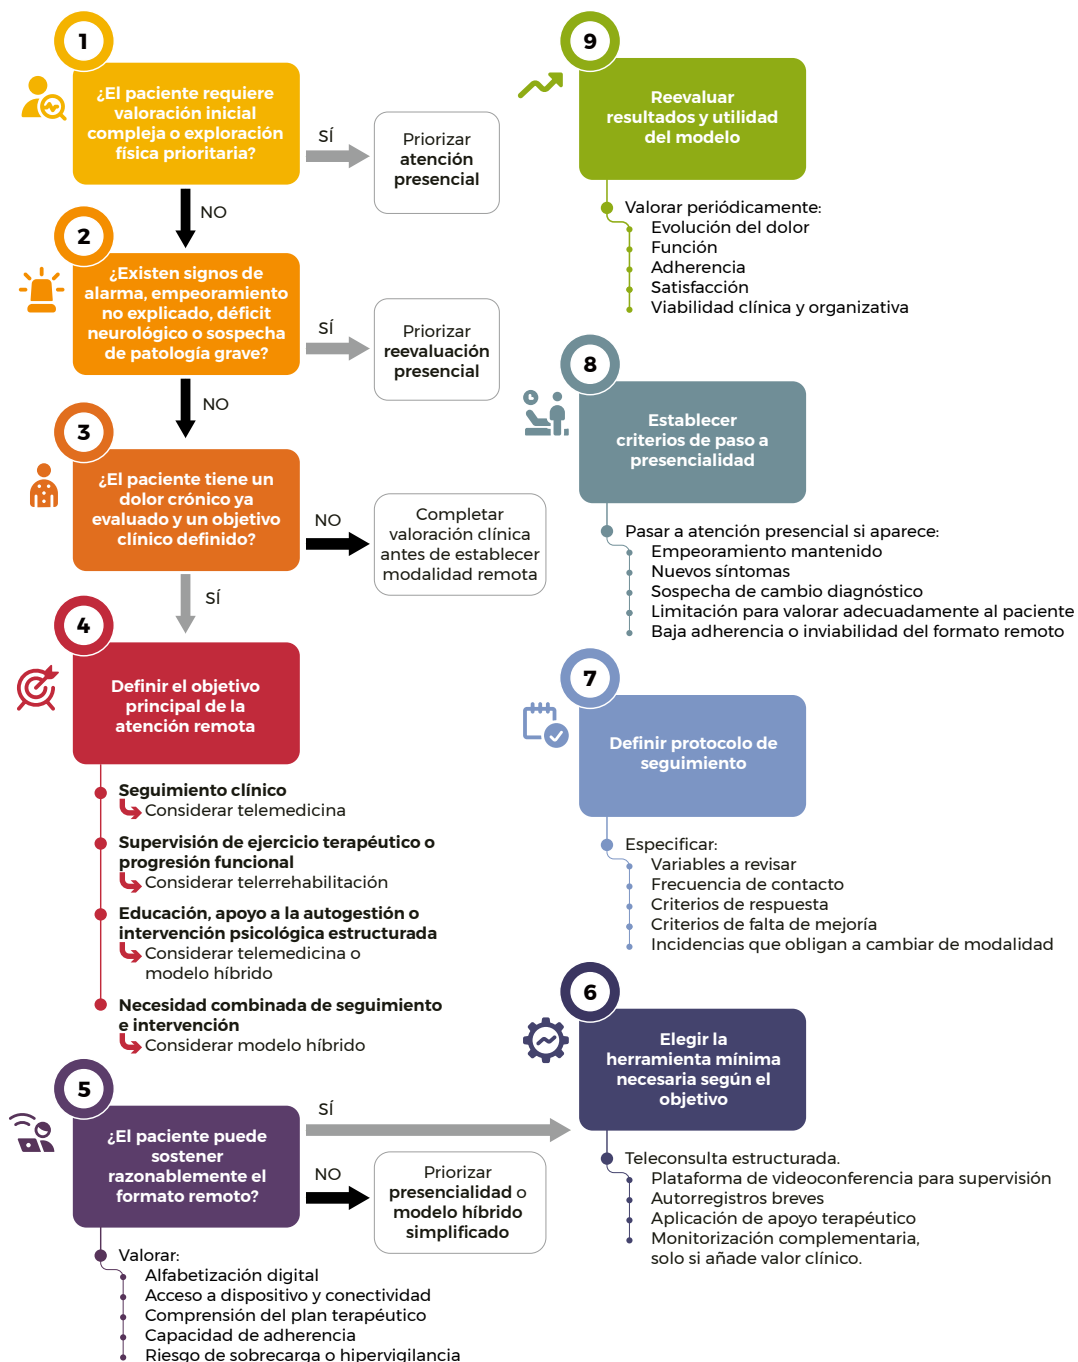 1
¿El paciente requiere
valoración inicial
compleja o exploración
física prioritaria?
SÍ
Priorizar
atención
presencial
NO
2
¿Existen signos de
alarma, empeoramiento
no explicado, déficit
neurológico o sospecha
de patología grave?
SÍ
Priorizar
reevaluación
presencial
NO
3
¿El paciente tiene un
dolor crónico ya
evaluado y un objetivo
clínico definido?
NO
Completar
valoración clínica
antes de establecer
modalidad remota
SÍ
4
Definir el objetivo
principal de la
atención remota
Seguimiento clínico
Considerar telemedicina
Supervisión de ejercicio terapéutico o
progresión funcional
Considerar telerrehabilitación
Educación, apoyo a la autogestión o
intervención psicológica estructurada
Considerar telemedicina o
modelo híbrido
Necesidad combinada de seguimiento
e intervención
Considerar modelo híbrido
5
¿El paciente puede
sostener
razonablemente el
formato remoto?
SÍ
NO
Priorizar
presencialidad o
modelo híbrido
simplificado
Valorar:
Alfabetización digital
Acceso a dispositivo y conectividad
Comprensión del plan terapéutico
Capacidad de adherencia
Riesgo de sobrecarga o hipervigilancia
6
Elegir la
herramienta mínima
necesaria según el
objetivo
Teleconsulta estructurada.
Plataforma de videoconferencia para supervisión
Autorregistros breves
Aplicación de apoyo terapéutico
Monitorización complementaria,
solo si añade valor clínico.
7
Definir protocolo de
seguimiento
Especificar:
Variables a revisar
Frecuencia de contacto
Criterios de respuesta
Criterios de falta de mejoría
Incidencias que obligan a cambiar de modalidad
8
Establecer
criterios de paso a
presencialidad
Pasar a atención presencial si aparece:
Empeoramiento mantenido
Nuevos síntomas
Sospecha de cambio diagnóstico
Limitación para valorar adecuadamente al paciente
Baja adherencia o inviabilidad del formato remoto
9
Reevaluar
resultados y utilidad
del modelo
Valorar periódicamente:
Evolución del dolor
Función
Adherencia
Satisfacción
Viabilidad clínica y organizativa